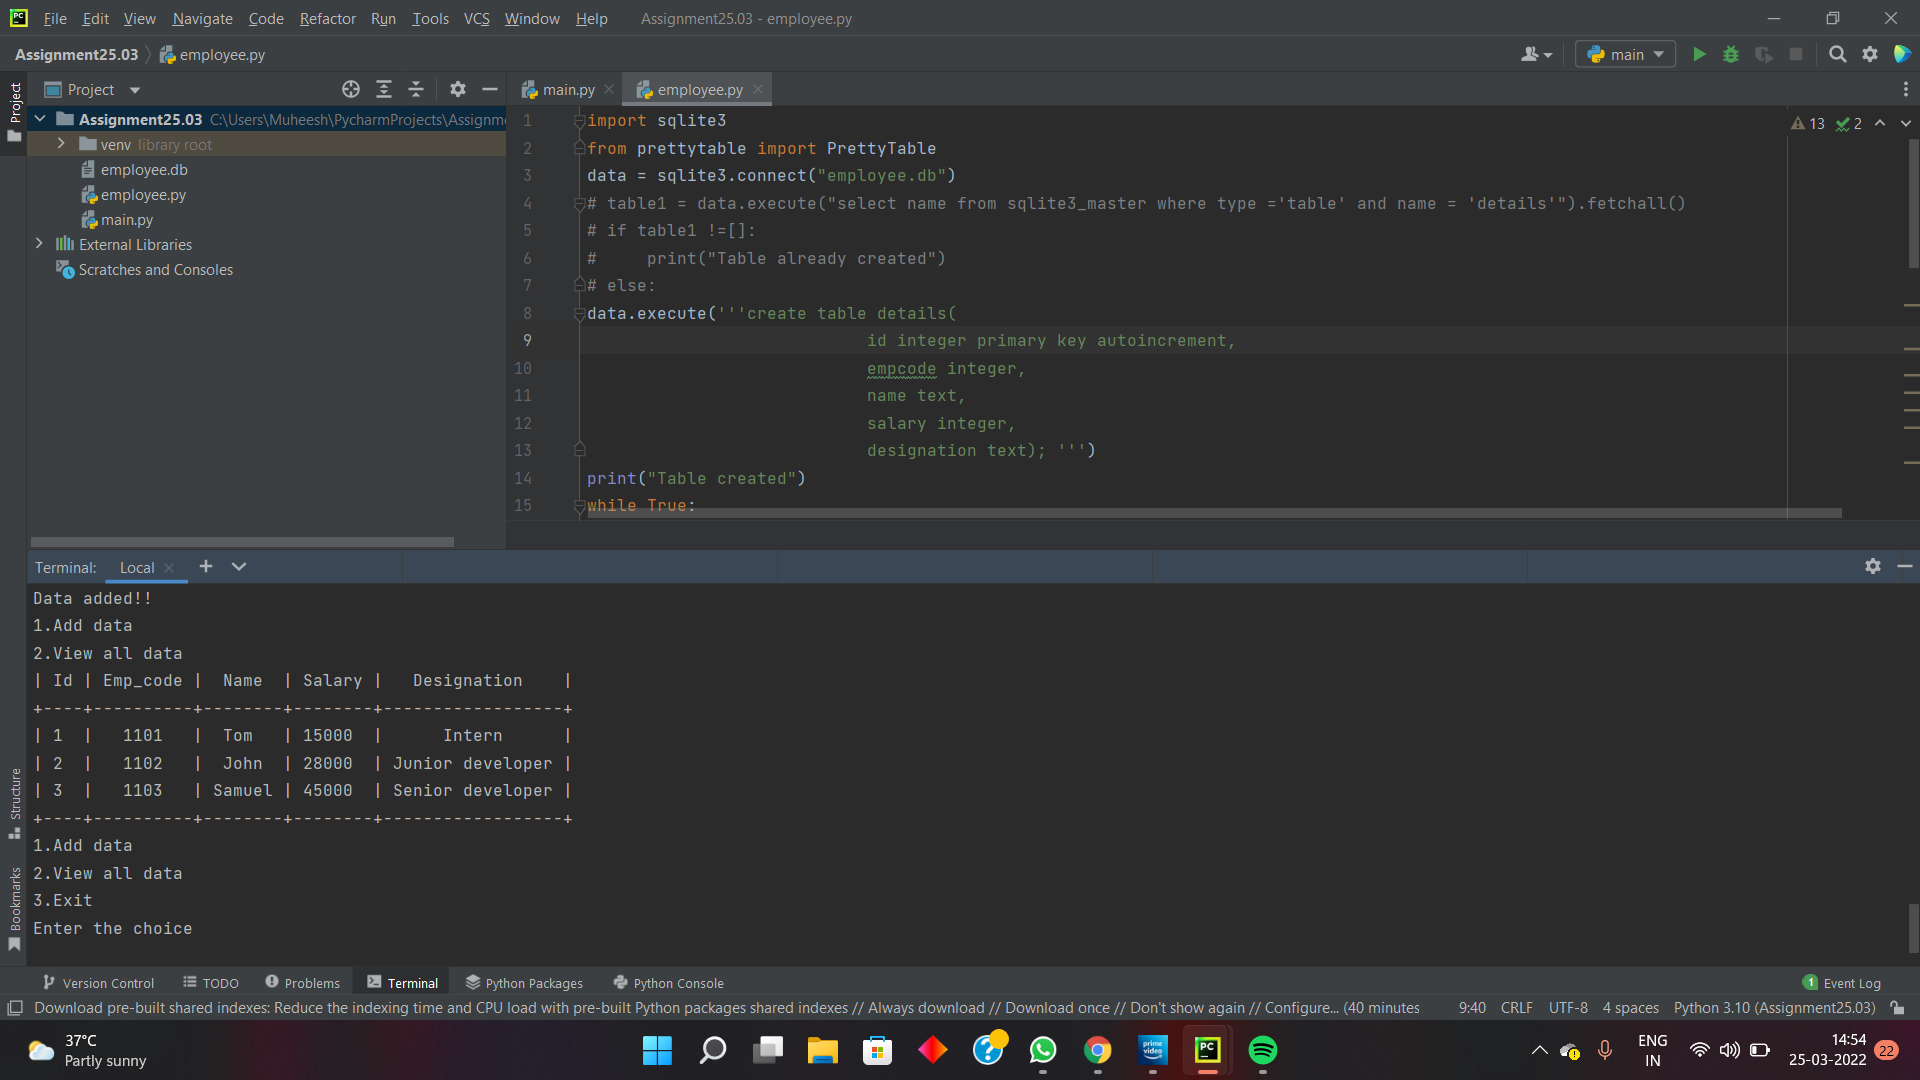 File Edit View Navigate Code Refactor Run Tools VCS Window Help Assignment25.03 - employee.py
Assignment25.03 employee.py main
Project
Project main.py employee.py
Assignment25.03 C:\Users\Muheesh\PycharmProjects\Assignm
venv library root
employee.db
employee.py
main.py
External Libraries
Scratches and Consoles
13 2
1 import sqlite3
2 from prettytable import PrettyTable
3 data = sqlite3.connect("employee.db")
4 # table1 = data.execute("select name from sqlite3_master where type ='table' and name = 'details'").fetchall()
5 # if table1 !=[]:
6 #     print("Table already created")
7 # else:
8 data.execute('''create table details(
9 id integer primary key autoincrement,
10 empcode integer,
11 name text,
12 salary integer,
13 designation text); ''')
14 print("Table created")
15 while True:
Terminal: Local
Data added!!
1.Add data
2.View all data
| Id | Emp_code |  Name  | Salary |   Designation    |
+----+----------+--------+--------+------------------+
| 1  |   1101   |  Tom   | 15000  |      Intern      |
| 2  |   1102   |  John  | 28000  | Junior developer |
| 3  |   1103   | Samuel | 45000  | Senior developer |
+----+----------+--------+--------+------------------+
1.Add data
2.View all data
3.Exit
Enter the choice
Structure
Bookmarks
Version Control TODO Problems Terminal Python Packages Python Console 1 Event Log
Download pre-built shared indexes: Reduce the indexing time and CPU load with pre-built Python packages shared indexes // Always download // Download once // Don't show again // Configure... (40 minutes 9:40 CRLF UTF-8 4 spaces Python 3.10 (Assignment25.03)
37°C
Partly sunny
prime video
PC
ENG
IN
14:54
25-03-2022
22